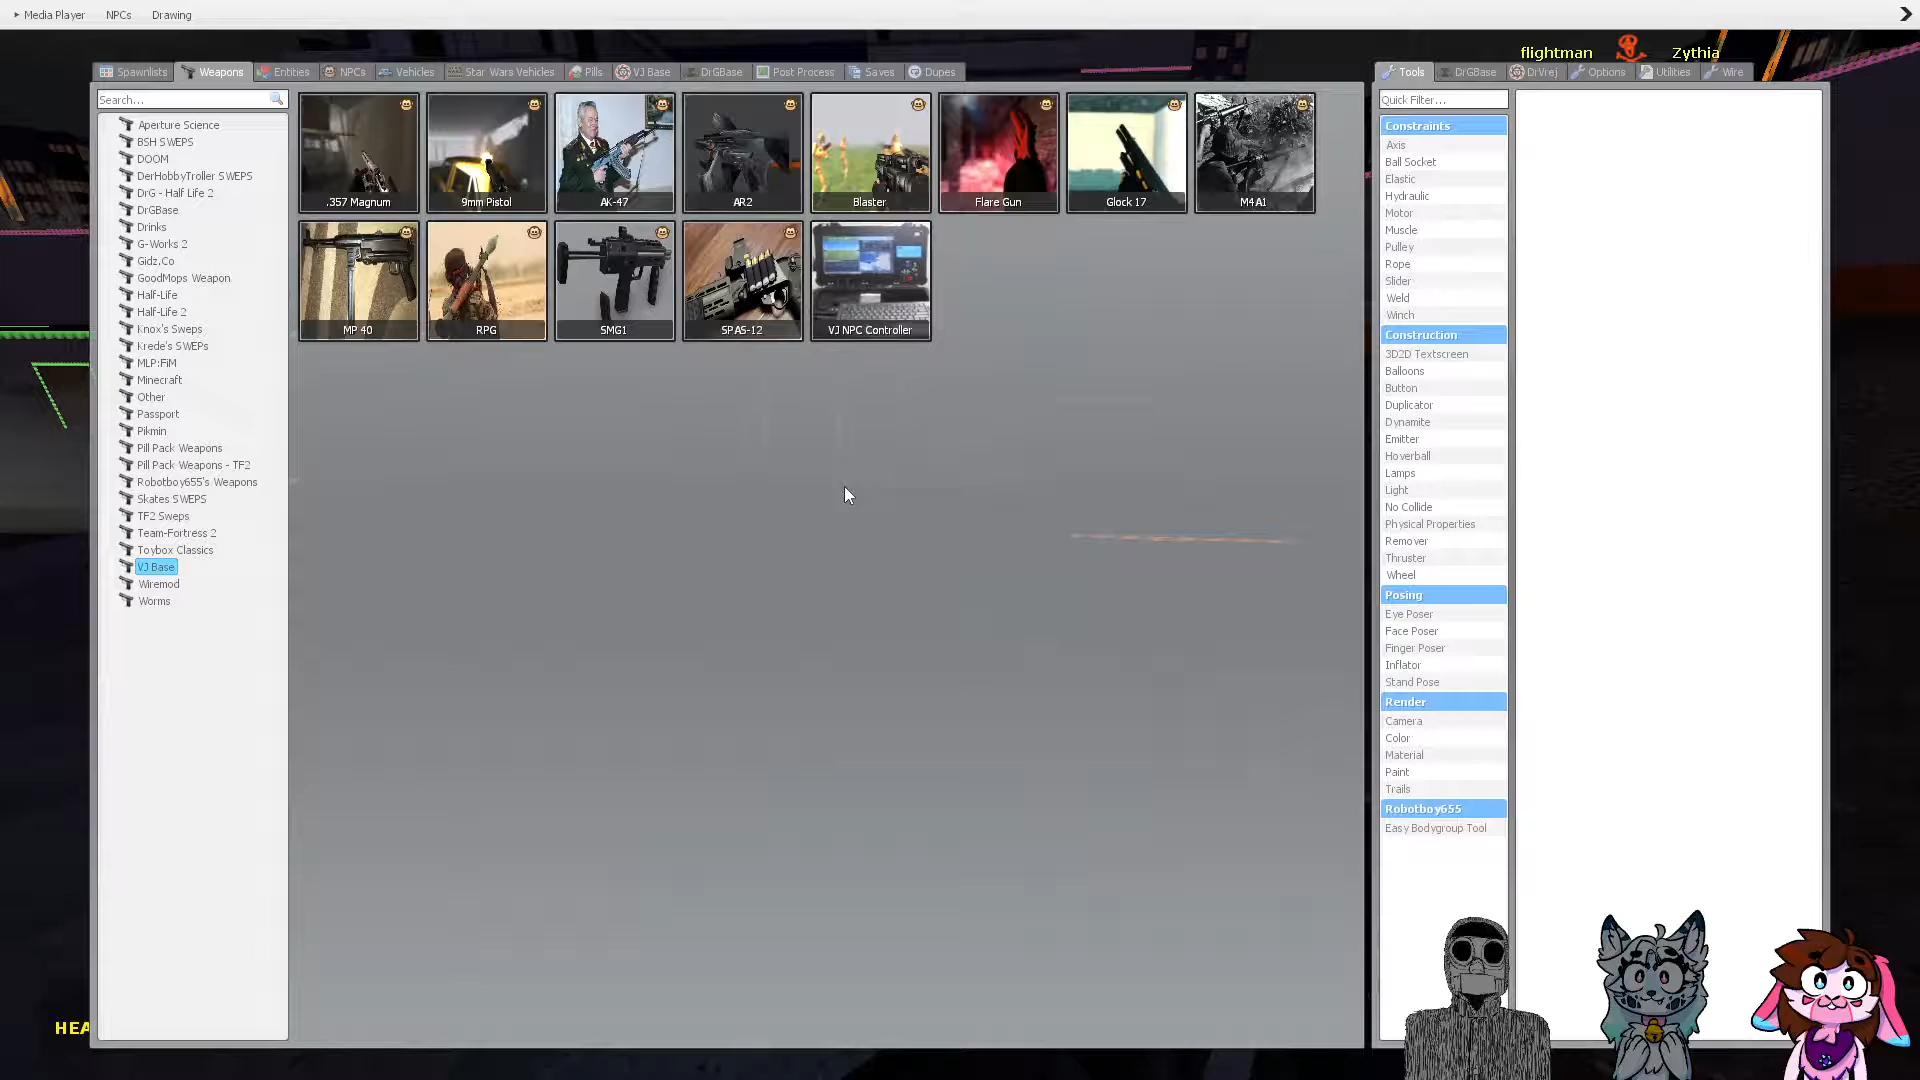 Media Player NPCs Drawing
flightman Zythia
Spawnlists Weapons Entities NPCs Vehicles Star Wars Vehicles Pills VJ Base DrGBase Post Process Saves Dupes
Tools DrGBase DrVrej Options Utilities Wire
Search...
Aperture Science
BSH SWEPS
DOOM
DerHobbyTroller SWEPS
DrG - Half Life 2
DrGBase
Drinks
G-Works 2
Gidz.Co
GoodMops Weapon
Half-Life
Half-Life 2
Knox's Sweps
Krede's SWEPs
MLP:FiM
Minecraft
Other
Passport
Pikmin
Pill Pack Weapons
Pill Pack Weapons - TF2
Robotboy655's Weapons
Skates SWEPS
TF2 Sweps
Team-Fortress 2
Toybox Classics
VJ Base
Wiremod
Worms
.357 Magnum 9mm Pistol AK-47 AR2 Blaster Flare Gun Glock 17 M4A1
MP 40 RPG SMG1 SPAS-12 VJ NPC Controller
Quick Filter...
Constraints
Axis
Ball Socket
Elastic
Hydraulic
Motor
Muscle
Pulley
Rope
Slider
Weld
Winch
Construction
3D2D Textscreen
Balloons
Button
Duplicator
Dynamite
Emitter
Hoverball
Lamps
Light
No Collide
Physical Properties
Remover
Thruster
Wheel
Posing
Eye Poser
Face Poser
Finger Poser
Inflator
Stand Pose
Render
Camera
Color
Material
Paint
Trails
Robotboy655
Easy Bodygroup Tool
HEA